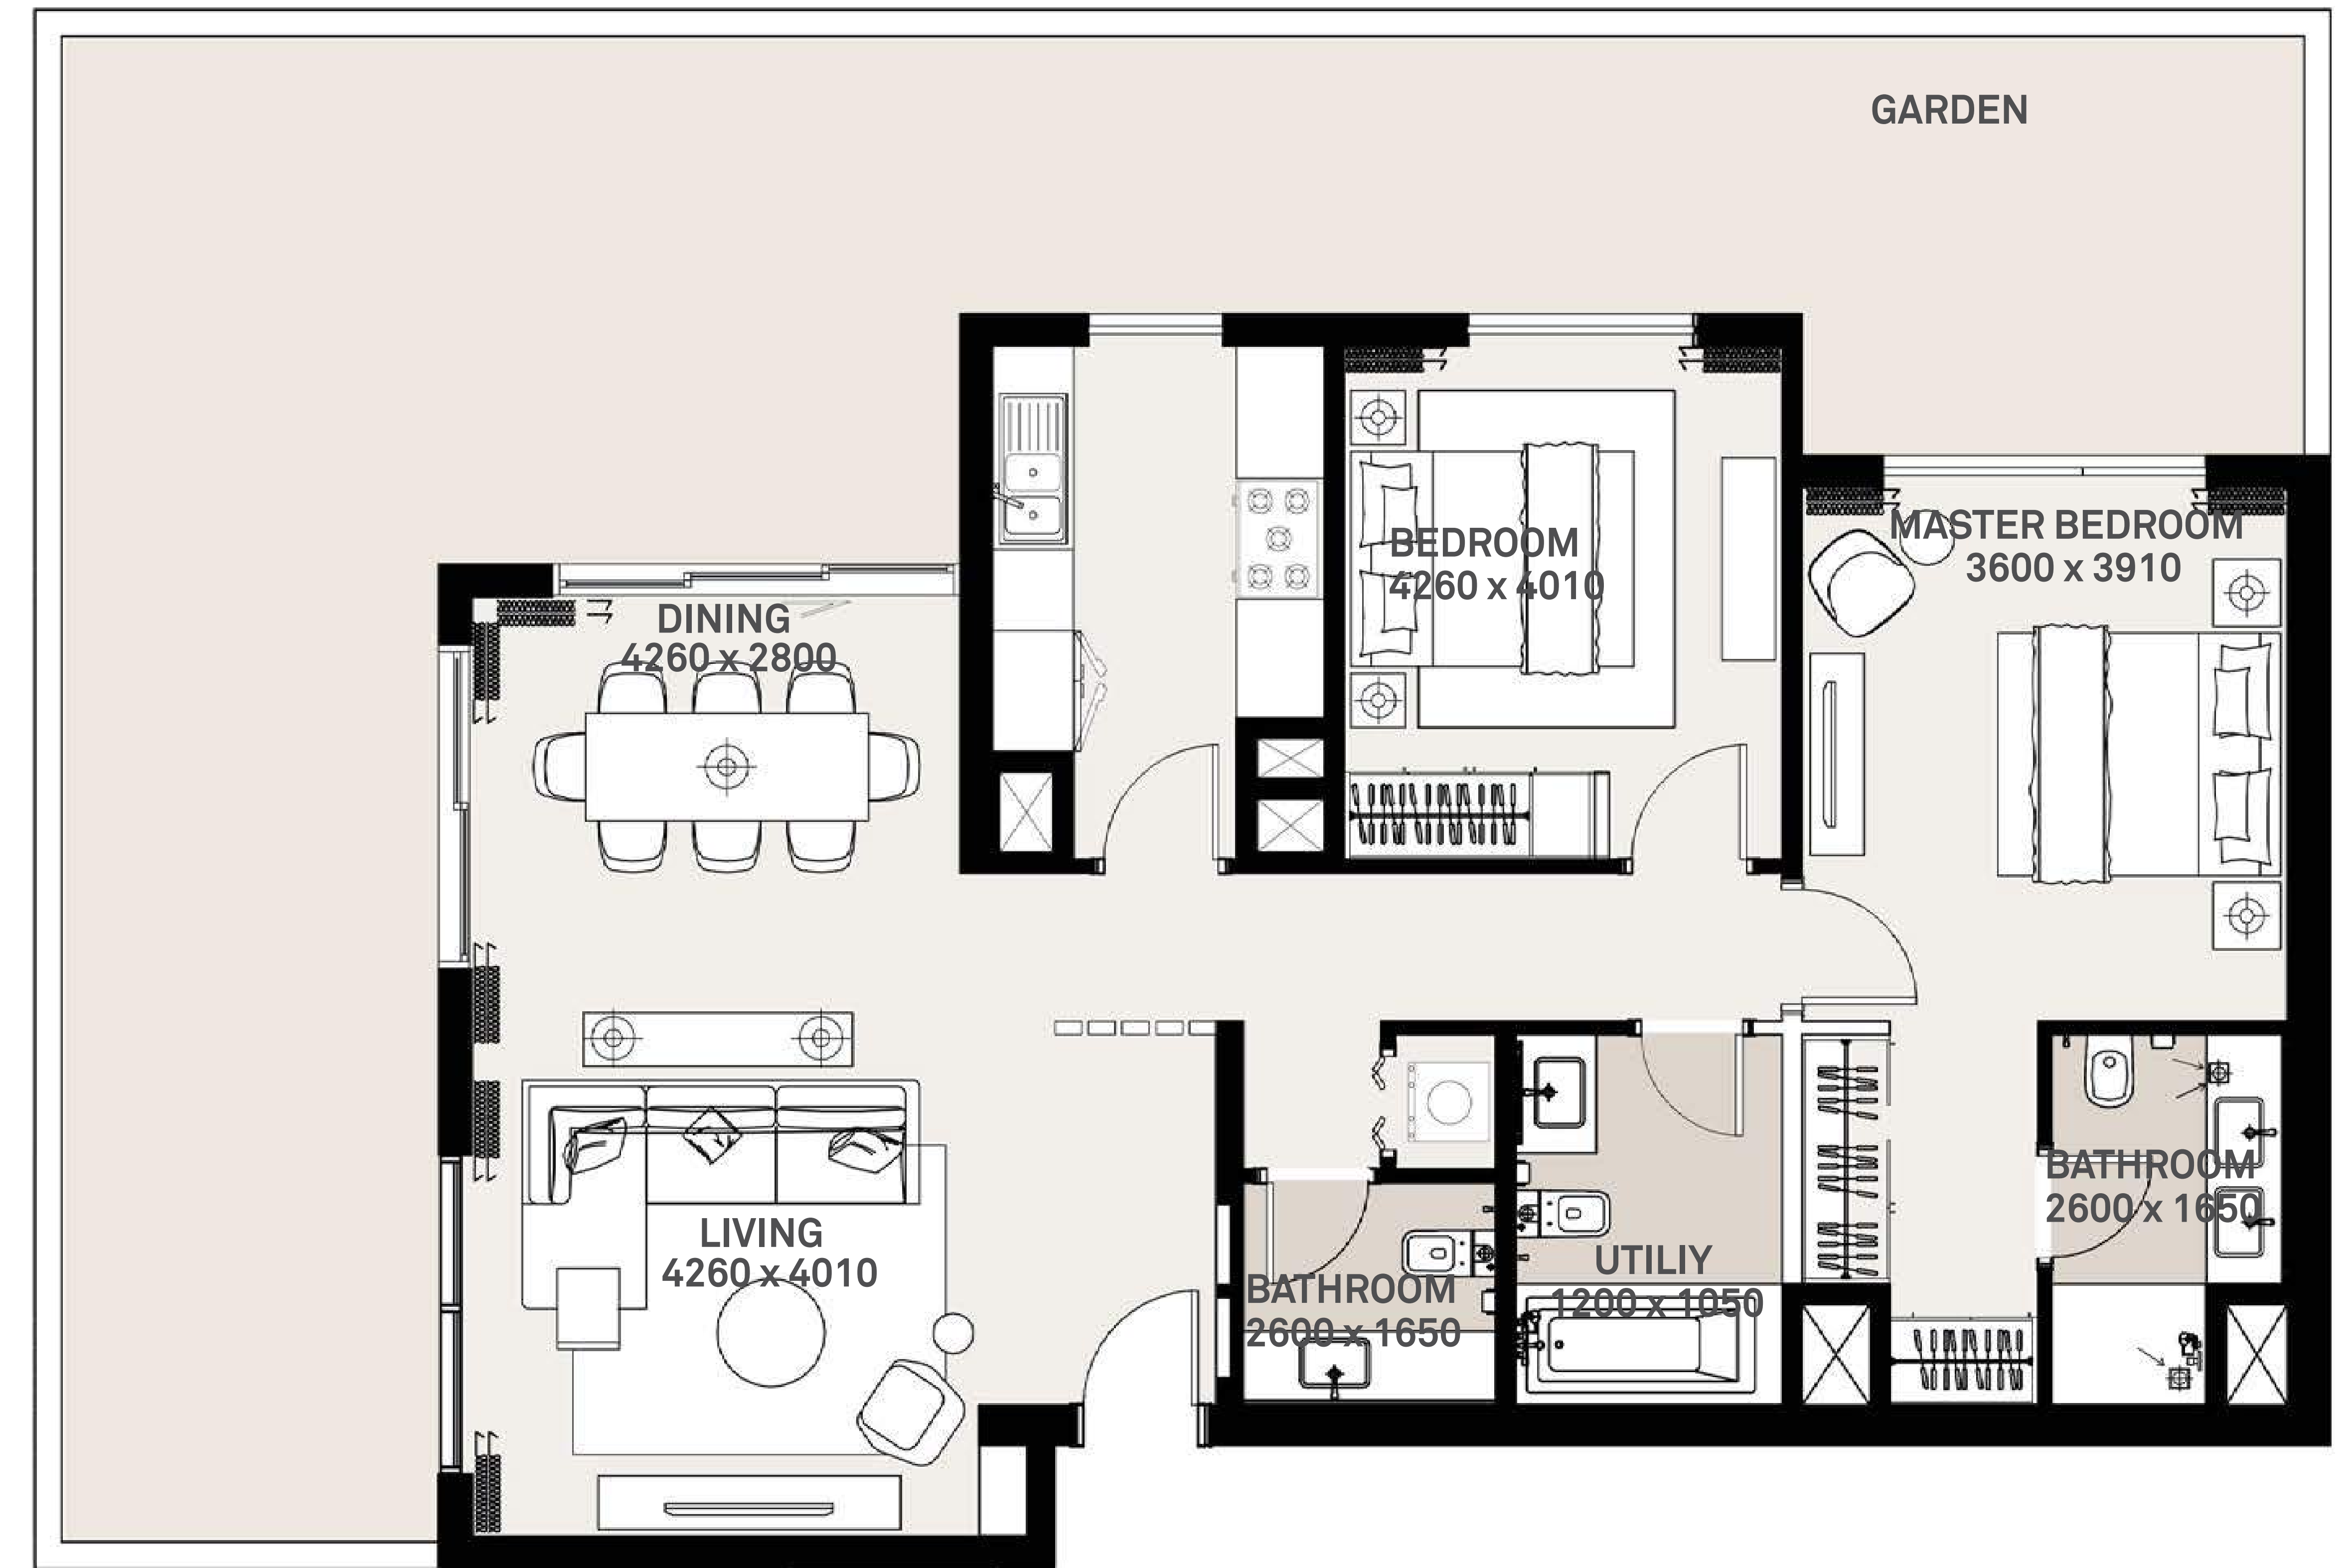 GARDEN
BEDROOM
4260 x 4010
MASTER BEDROOM
3600 x 3910
DINING
4260 x 2800
LIVING
4260 x 4010
BATHROOM
2600 x 1650
UTILIY
1200 x 1050
BATHROOM
2600 x 1650